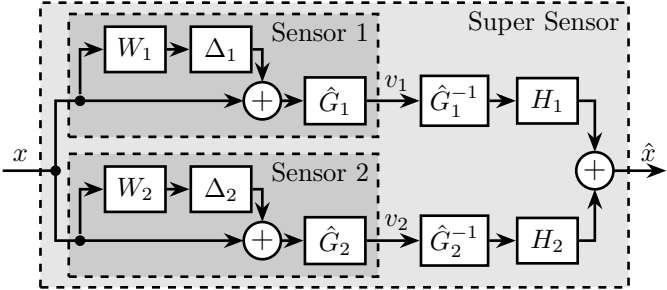 Super Sensor
Sensor 1
W₁ Δ₁
+ Ĝ₁ v₁ Ĝ₁⁻¹ H₁
x + x̂
Sensor 2
W₂ Δ₂
+ Ĝ₂ v₂ Ĝ₂⁻¹ H₂